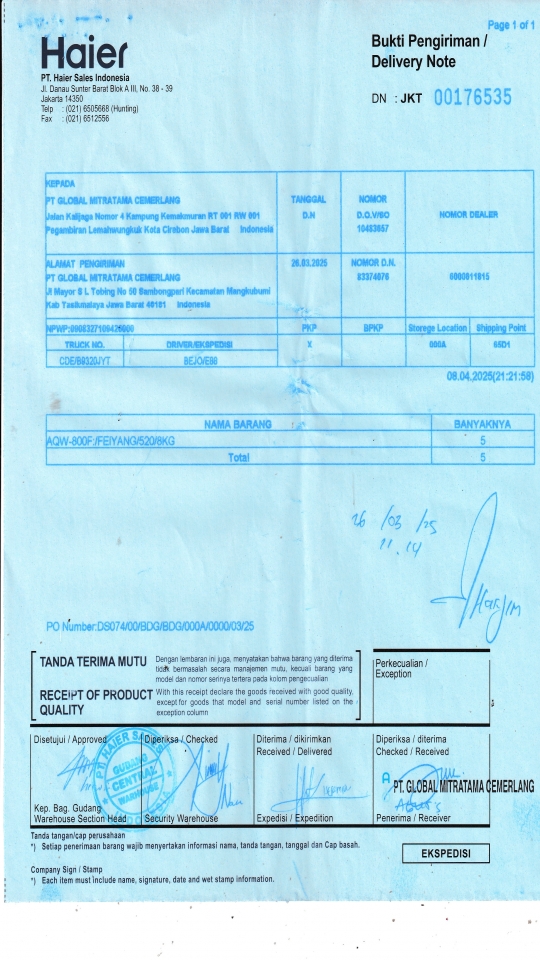 Page 1 of 1
Haier
Bukti Pengiriman /
Delivery Note
PT. Haier Sales Indonesia
Jl. Danau Sunter Barat Blok A III, No. 38 - 39
Jakarta 14350
Telp : (021) 6505668 (Hunting)
Fax : (021) 6512556
DN : JKT 00176535
KEPADA
PT GLOBAL MITRATAMA CEMERLANG
Jalan Kalijaga Nomor 4 Kampung Kemakmuran RT 001 RW 001
Pegambiran Lemahwungkuk Kota Cirebon Jawa Barat Indonesia
TANGGAL
D.N
NOMOR
D.O.V/SO
10483657
NOMOR DEALER
ALAMAT PENGIRIMAN
PT GLOBAL MITRATAMA CEMERLANG
Jl Mayor S L Tobing No 50 Sambongpari Kecamatan Mangkubumi
Kab Tasikmalaya Jawa Barat 46181 Indonesia
26.03.2025
NOMOR D.N.
83374076
6000011815
PKP BPKP Storege Location Shipping Point
TRUCK NO. DRIVER/EKSPEDISI X 000A 65D1
CDE/B9320JYT BEJO/E98
08.04.2025(21:21:58)
NAMA BARANG BANYAKNYA
AQW-800F:/FEIYANG/520/8KG 5
Total 5
26/03/25
11.14
HAKIM
PO Number:DS074/00/BDG/BDG/000A/0000/03/25
TANDA TERIMA MUTU
Dengan lembaran ini juga, menyatakan bahwa barang yang diterima
tidak bermasalah secara manajemen mutu, kecuali barang yang
model dan nomor serinya tertera pada kolom pengecualian
RECEIPT OF PRODUCT
QUALITY
With this receipt declare the goods received with good quality,
except for goods that model and serial number listed on the
exception column
Perkecualian /
Exception
Disetujui / Approved
Diperiksa / Checked
Diterima / dikirimkan
Received / Delivered
Diperiksa / diterima
Checked / Received
PT. HAIER SALES
GUDANG
CENTRAL
WAREHOUSE
PT. GLOBAL MITRATAMA CEMERLANG
Kep. Bag. Gudang
Warehouse Section Head
Security Warehouse
Expedisi / Expedition
Penerima / Receiver
Tanda tangan/cap perusahaan
*) Setiap penerimaan barang wajib menyertakan informasi nama, tanda tangan, tanggal dan Cap basah.
EKSPEDISI
Company Sign / Stamp
*) Each item must include name, signature, date and wet stamp information.